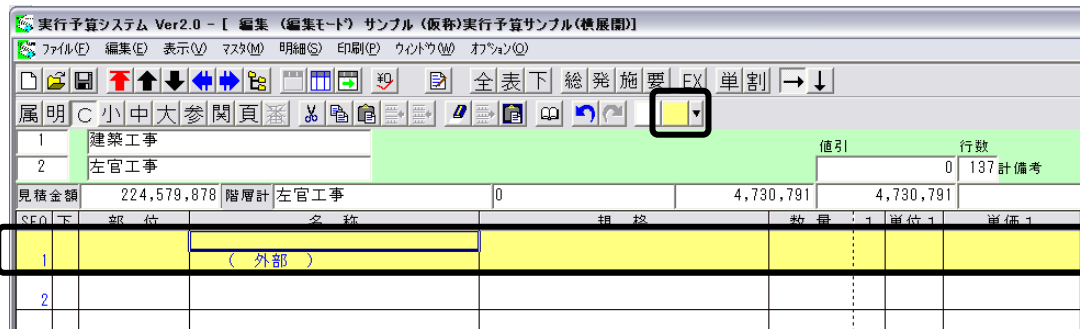 実行予算システム Ver2.0 - [ 編集 (編集ﾓｰﾄﾞ) サンプル (仮称)実行予算サンプル(横展開)]
ﾌｧｲﾙ(F) 編集(E) 表示(V) ﾏｽﾀ(M) 明細(S) 印刷(P) ｳｨﾝﾄﾞｳ(W) ｵﾌﾟｼｮﾝ(O)
全 表 下 総 発 施 要 EX 単 割
属 明 C 小 中 大 参 関 頁 番
1 建築工事 値引 行数
2 左官工事 0 137 計備考
見積金額 224,579,878 階層計 左官工事 0 4,730,791 4,730,791
SEQ 下 部 位 名 称 規 格 数 量 1 単位 1 単価 1
1 ( 外部 )
2